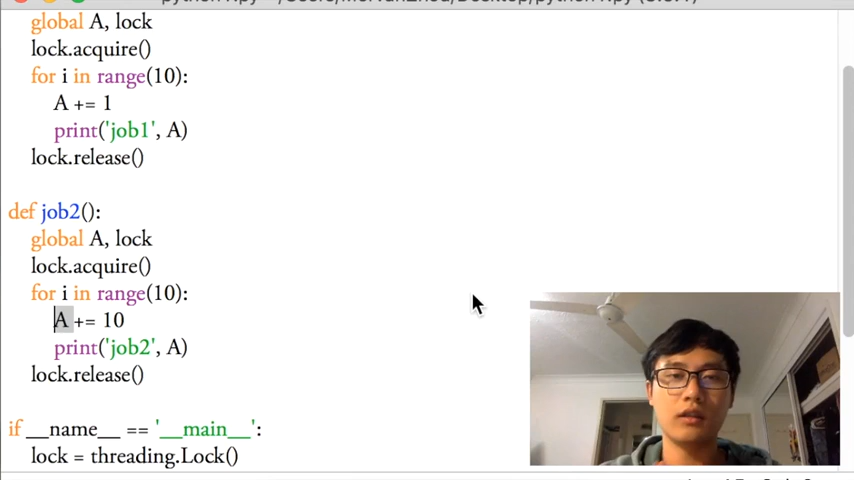 global A, lock
lock.acquire()
for i in range(10):
A += 1
print('job1', A)
lock.release()
def job2():
global A, lock
lock.acquire()
for i in range(10):
A += 10
print('job2', A)
lock.release()
if __name__ == '__main__':
lock = threading.Lock()